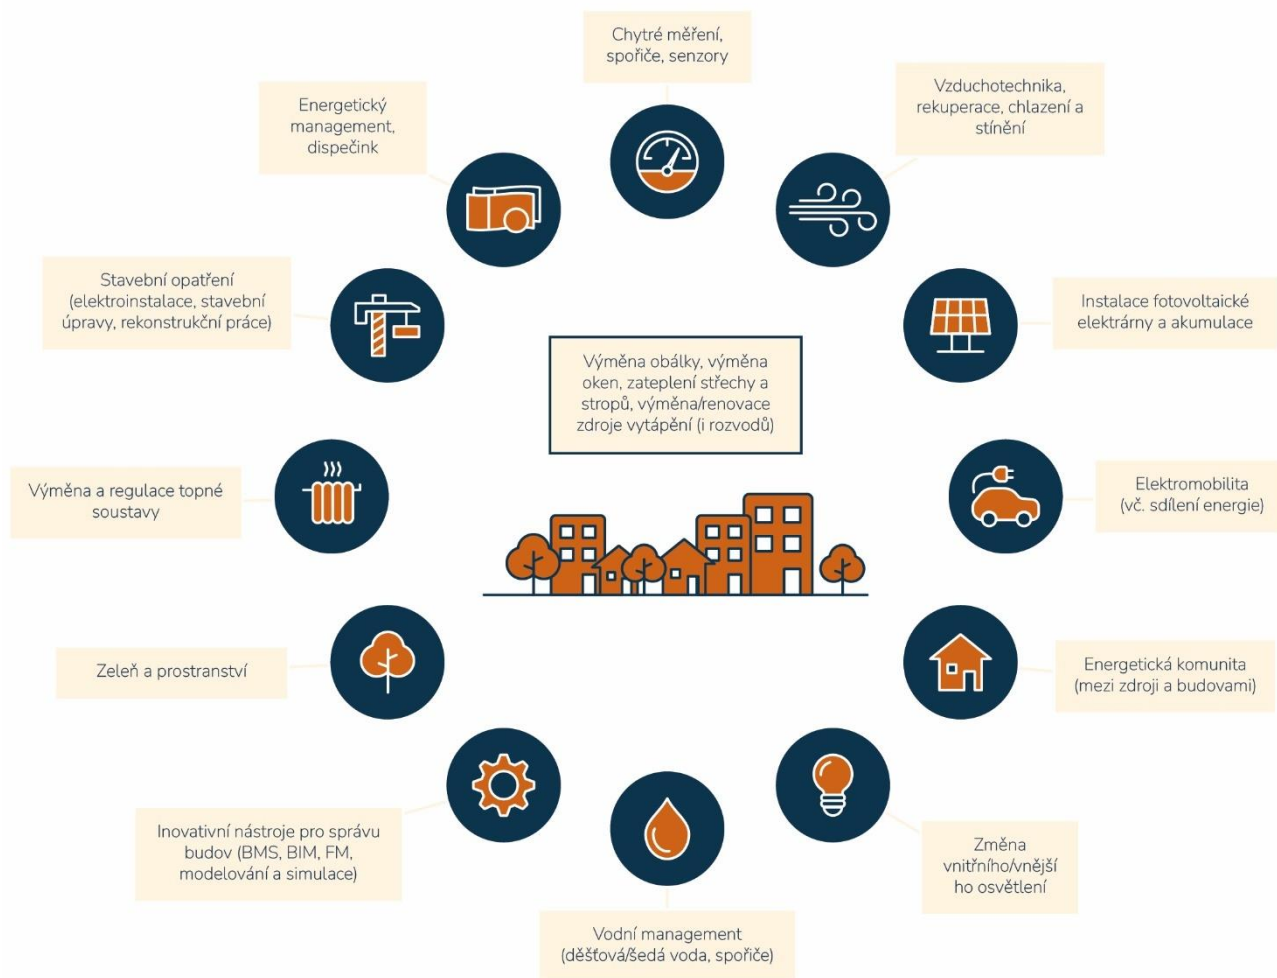 Chytré měření,
spořiče, senzory
Vzduchotechnika,
rekuperace, chlazení a
stínění
Energetický
management,
dispečink
Stavební opatření
(elektroinstalace, stavební
úpravy, rekonstrukční práce)
Instalace fotovoltaické
elektrárny a akumulace
Výměna obálky, výměna
oken, zateplení střechy a
stropů, výměna/renovace
zdroje vytápění (i rozvodů)
Výměna a regulace topné
soustavy
Elektromobilita
(vč. sdílení energie)
Zeleň a prostranství
Energetická komunita
(mezi zdroji a budovami)
Inovativní nástroje pro správu
budov (BMS, BIM, FM,
modelování a simulace)
Změna
vnitřního/vnější
ho osvětlení
Vodní management
(děšťová/šedá voda, spořiče)